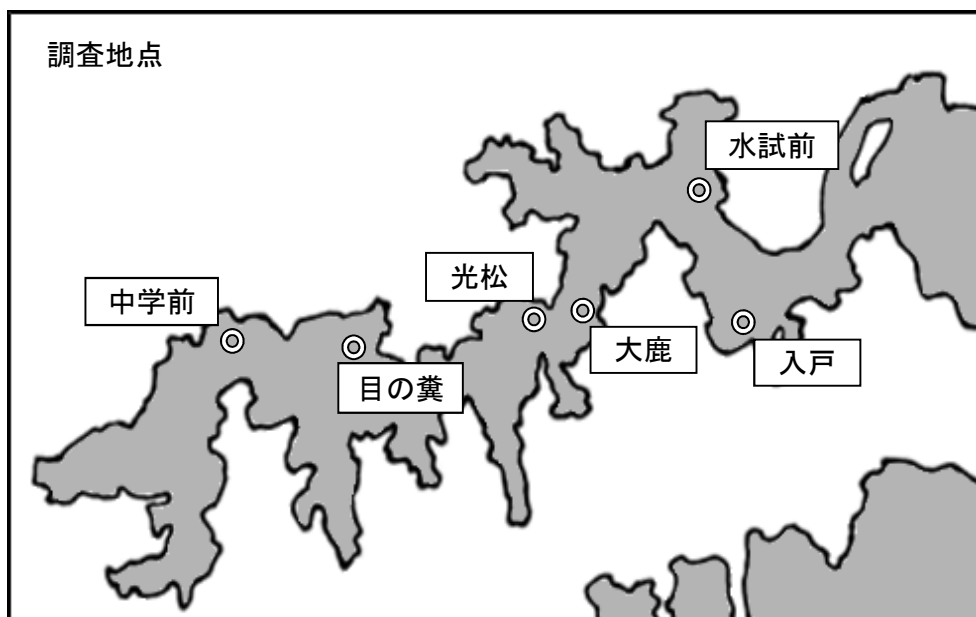 調査地点
水試前
光松
中学前
大鹿
入戸
目の糞